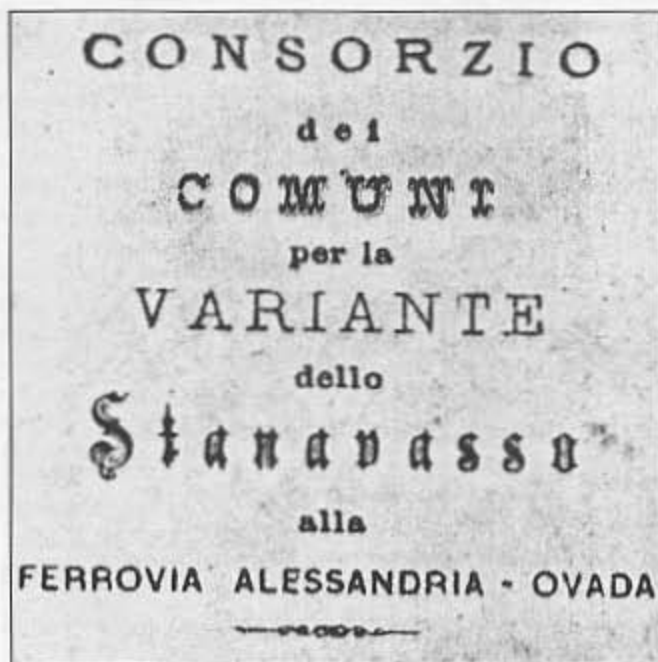 CONSORZIO
dei
COMUNI
per la
VARIANTE
dello
Stanavasso
alla
FERROVIA ALESSANDRIA - OVADA